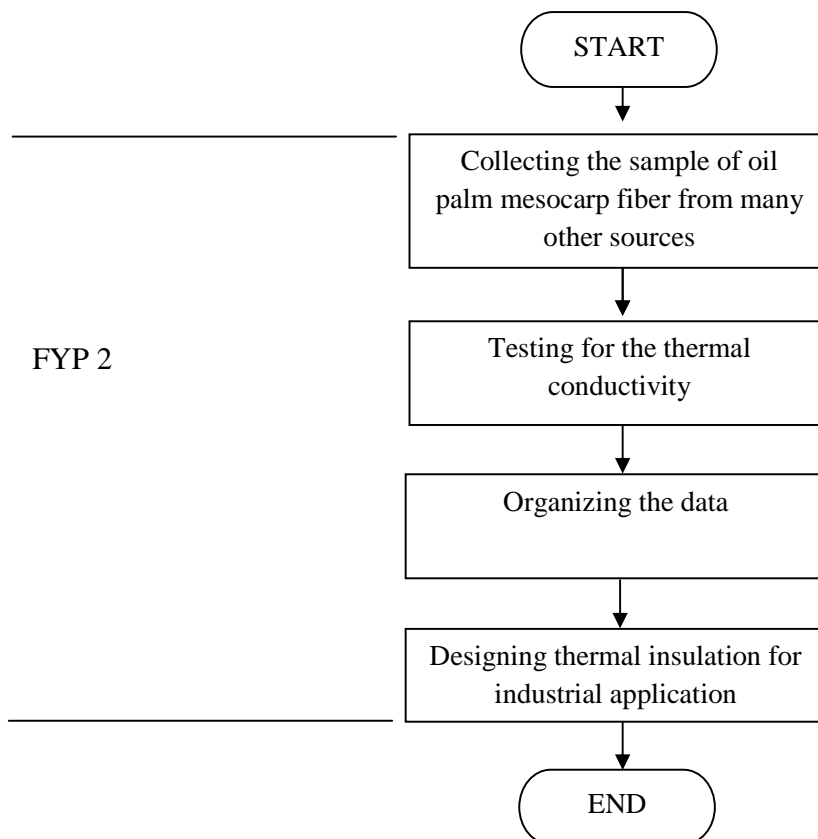 START
Collecting the sample of oil
palm mesocarp fiber from many
other sources
FYP 2
Testing for the thermal
conductivity
Organizing the data
Designing thermal insulation for
industrial application
END